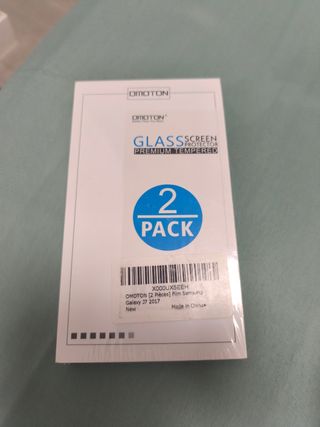 OMOTON
OMOTON®
GLASS SCREEN
PROTECTOR
PREMIUM TEMPERED
2
PACK
OMOTON [2 Pièces] Film Samsung
Galaxy J7 2017
New
Made In China